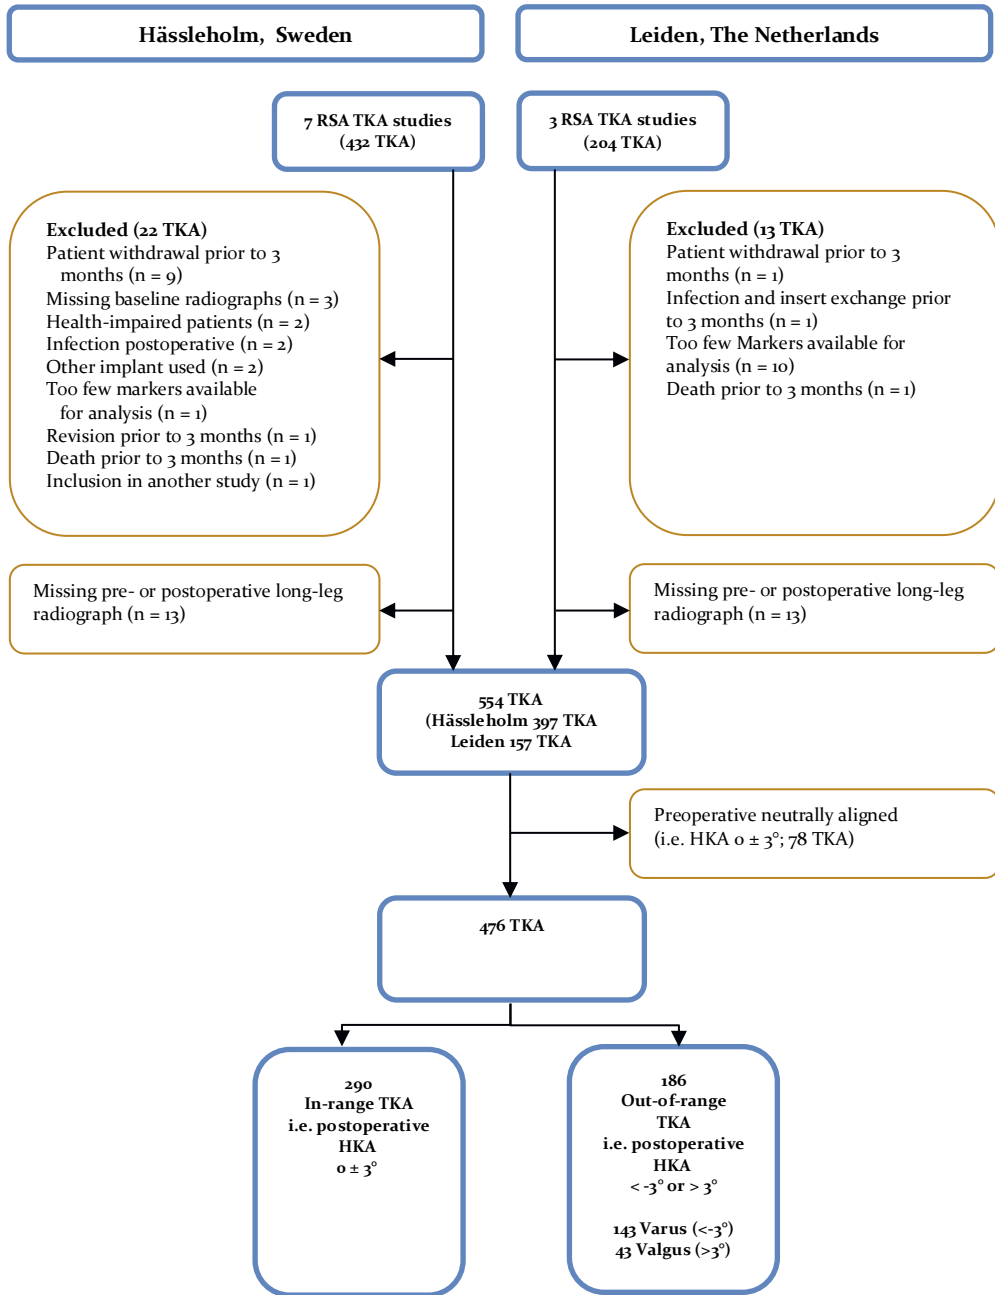 Hässleholm, Sweden
Leiden, The Netherlands
7 RSA TKA studies
(432 TKA)
3 RSA TKA studies
(204 TKA)
Excluded (22 TKA)
Patient withdrawal prior to 3
months (n = 9)
Missing baseline radiographs (n = 3)
Health-impaired patients (n = 2)
Infection postoperative (n = 2)
Other implant used (n = 2)
Too few markers available
for analysis (n = 1)
Revision prior to 3 months (n = 1)
Death prior to 3 months (n = 1)
Inclusion in another study (n = 1)
Excluded (13 TKA)
Patient withdrawal prior to 3
months (n = 1)
Infection and insert exchange prior
to 3 months (n = 1)
Too few Markers available for
analysis (n = 10)
Death prior to 3 months (n = 1)
Missing pre- or postoperative long-leg
radiograph (n = 13)
Missing pre- or postoperative long-leg
radiograph (n = 13)
554 TKA
(Hässleholm 397 TKA
Leiden 157 TKA
Preoperative neutrally aligned
(i.e. HKA 0 ± 3°; 78 TKA)
476 TKA
290
In-range TKA
i.e. postoperative
HKA
0 ± 3°
186
Out-of-range
TKA
i.e. postoperative
HKA
< -3° or > 3°
143 Varus (<-3°)
43 Valgus (>3°)